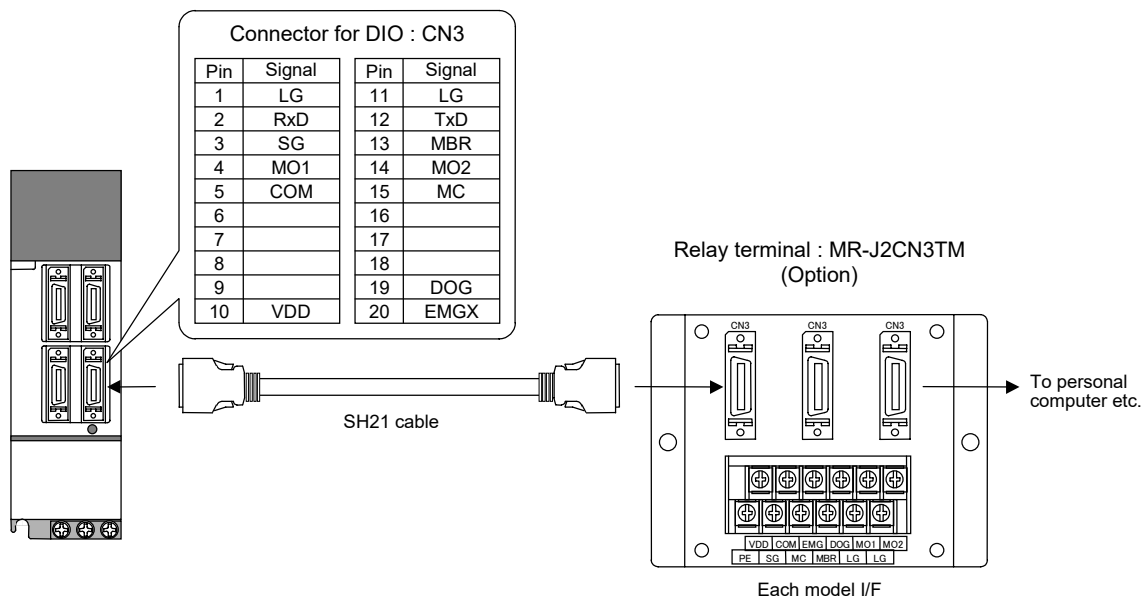 Connector for DIO : CN3
Pin Signal Pin Signal
1 LG 11 LG
2 RxD 12 TxD
3 SG 13 MBR
4 MO1 14 MO2
5 COM 15 MC
6 16
7 17
8 18
9 19 DOG
10 VDD 20 EMGX
SH21 cable
Relay terminal : MR-J2CN3TM
(Option)
CN3 CN3 CN3
To personal
computer etc.
VDD COM EMG DOG MO1 MO2
PE SG MC MBR LG LG
Each model I/F